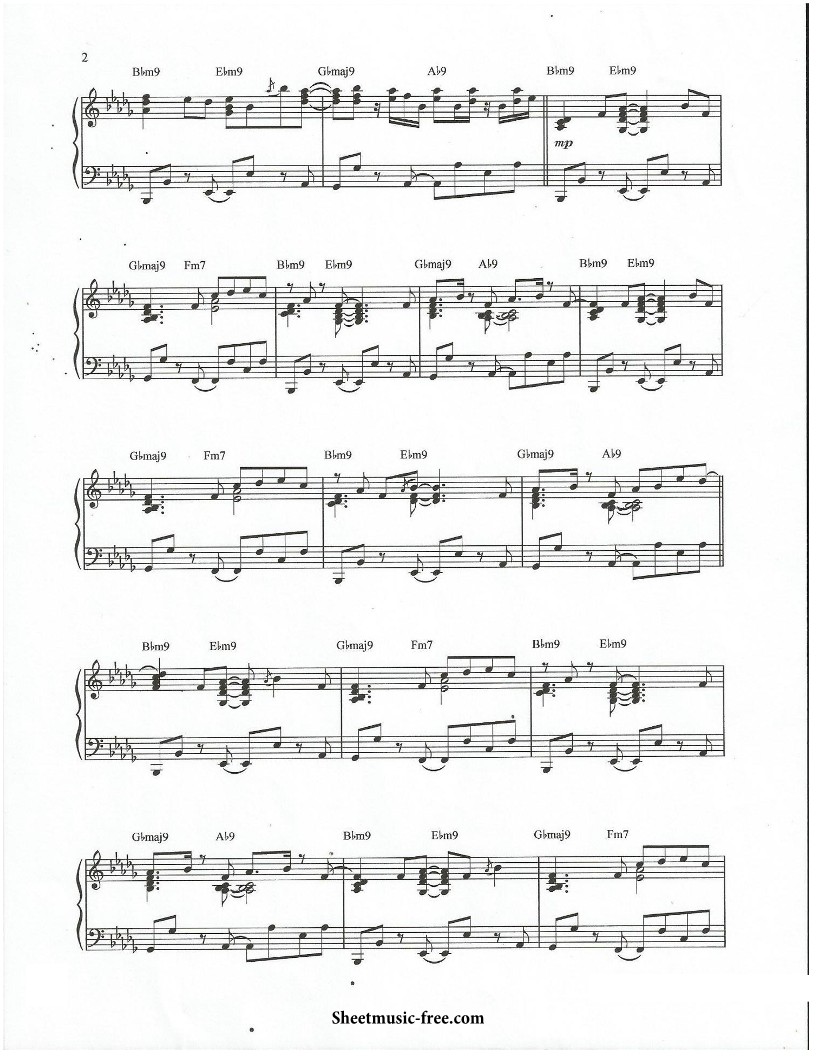 2
B♭m9 E♭m9 G♭maj9 A♭9 B♭m9 E♭m9
mp
G♭maj9 Fm7 B♭m9 E♭m9 G♭maj9 A♭9 B♭m9 E♭m9
G♭maj9 Fm7 B♭m9 E♭m9 G♭maj9 A♭9
B♭m9 E♭m9 G♭maj9 Fm7 B♭m9 E♭m9
G♭maj9 A♭9 B♭m9 E♭m9 G♭maj9 Fm7
Sheetmusic-free.com